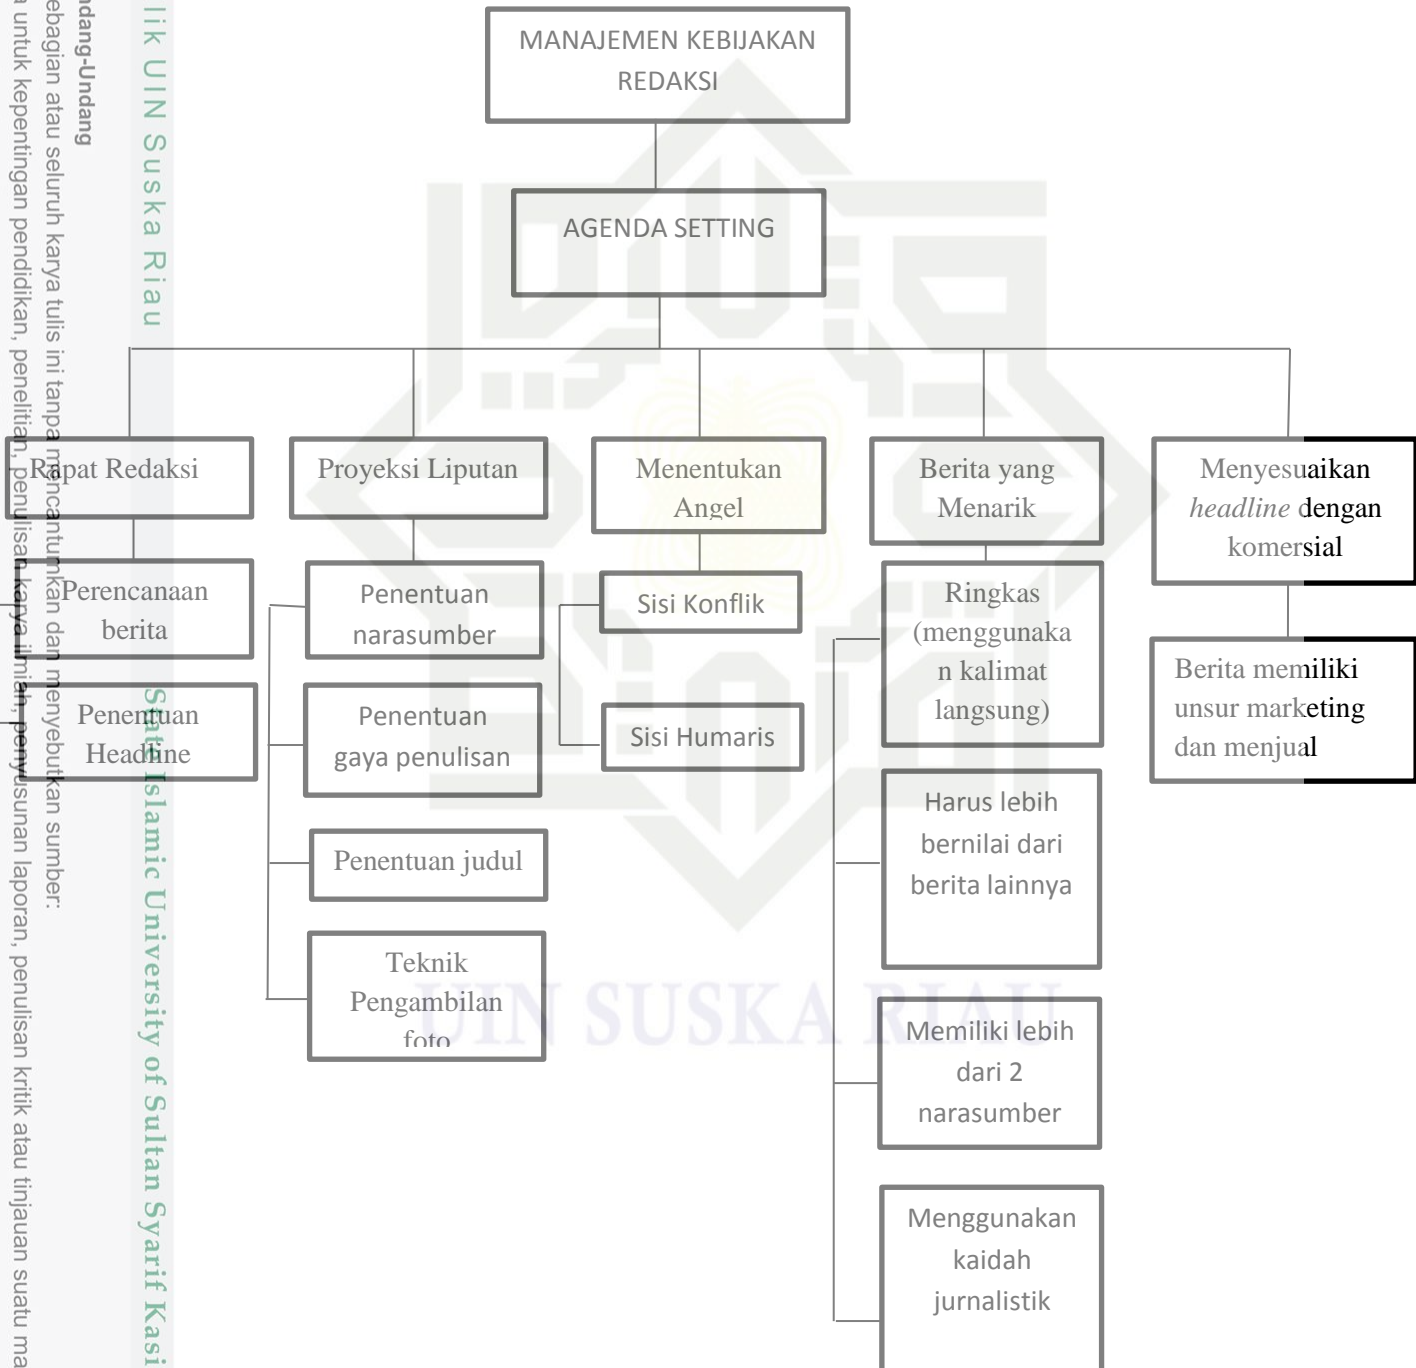 MANAJEMEN KEBIJAKAN
REDAKSI
AGENDA SETTING
Rapat Redaksi
Perencanaan
berita
Penentuan
Headline
Proyeksi Liputan
Penentuan
narasumber
Penentuan
gaya penulisan
Penentuan judul
Teknik
Pengambilan
foto
Menentukan
Angel
Sisi Konflik
Sisi Humaris
Berita yang
Menarik
Ringkas
(menggunaka
n kalimat
langsung)
Harus lebih
bernilai dari
berita lainnya
Memiliki lebih
dari 2
narasumber
Menggunakan
kaidah
jurnalistik
Menyesuaikan
headline dengan
komersial
Berita memiliki
unsur marketing
dan menjual
UIN SUSKA RIAU
lik UIN Suska Riau
State Islamic University of Sultan Syarif Kasi
ndang-Undang
ebagian atau seluruh karya tulis ini tanpa mencantumkan dan menyebutkan sumber:
a untuk kepentingan pendidikan, penelitian, penulisan karya ilmiah, penyusunan laporan, penulisan kritik atau tinjauan suatu ma